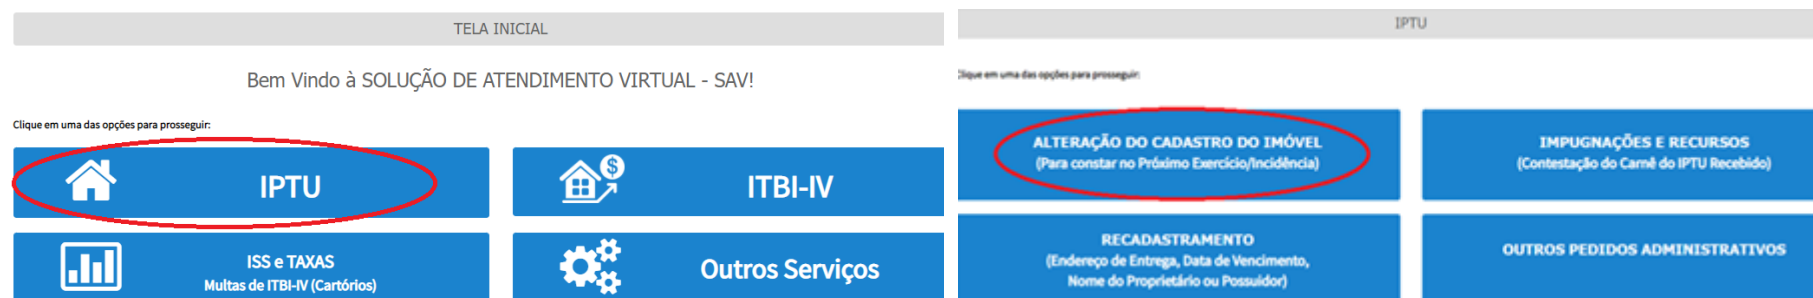 TELA INICIAL
Bem Vindo à SOLUÇÃO DE ATENDIMENTO VIRTUAL - SAV!
Clique em uma das opções para prosseguir:
IPTU
ITBI-IV
ISS e TAXAS
Multas de ITBI-IV (Cartórios)
Outros Serviços
IPTU
Clique em uma das opções para prosseguir:
ALTERAÇÃO DO CADASTRO DO IMÓVEL
(Para constar no Próximo Exercício/Incidência)
IMPUGNAÇÕES E RECURSOS
(Contestação do Carnê do IPTU Recebido)
RECADASTRAMENTO
(Endereço de Entrega, Data de Vencimento,
Nome do Proprietário ou Possuidor)
OUTROS PEDIDOS ADMINISTRATIVOS